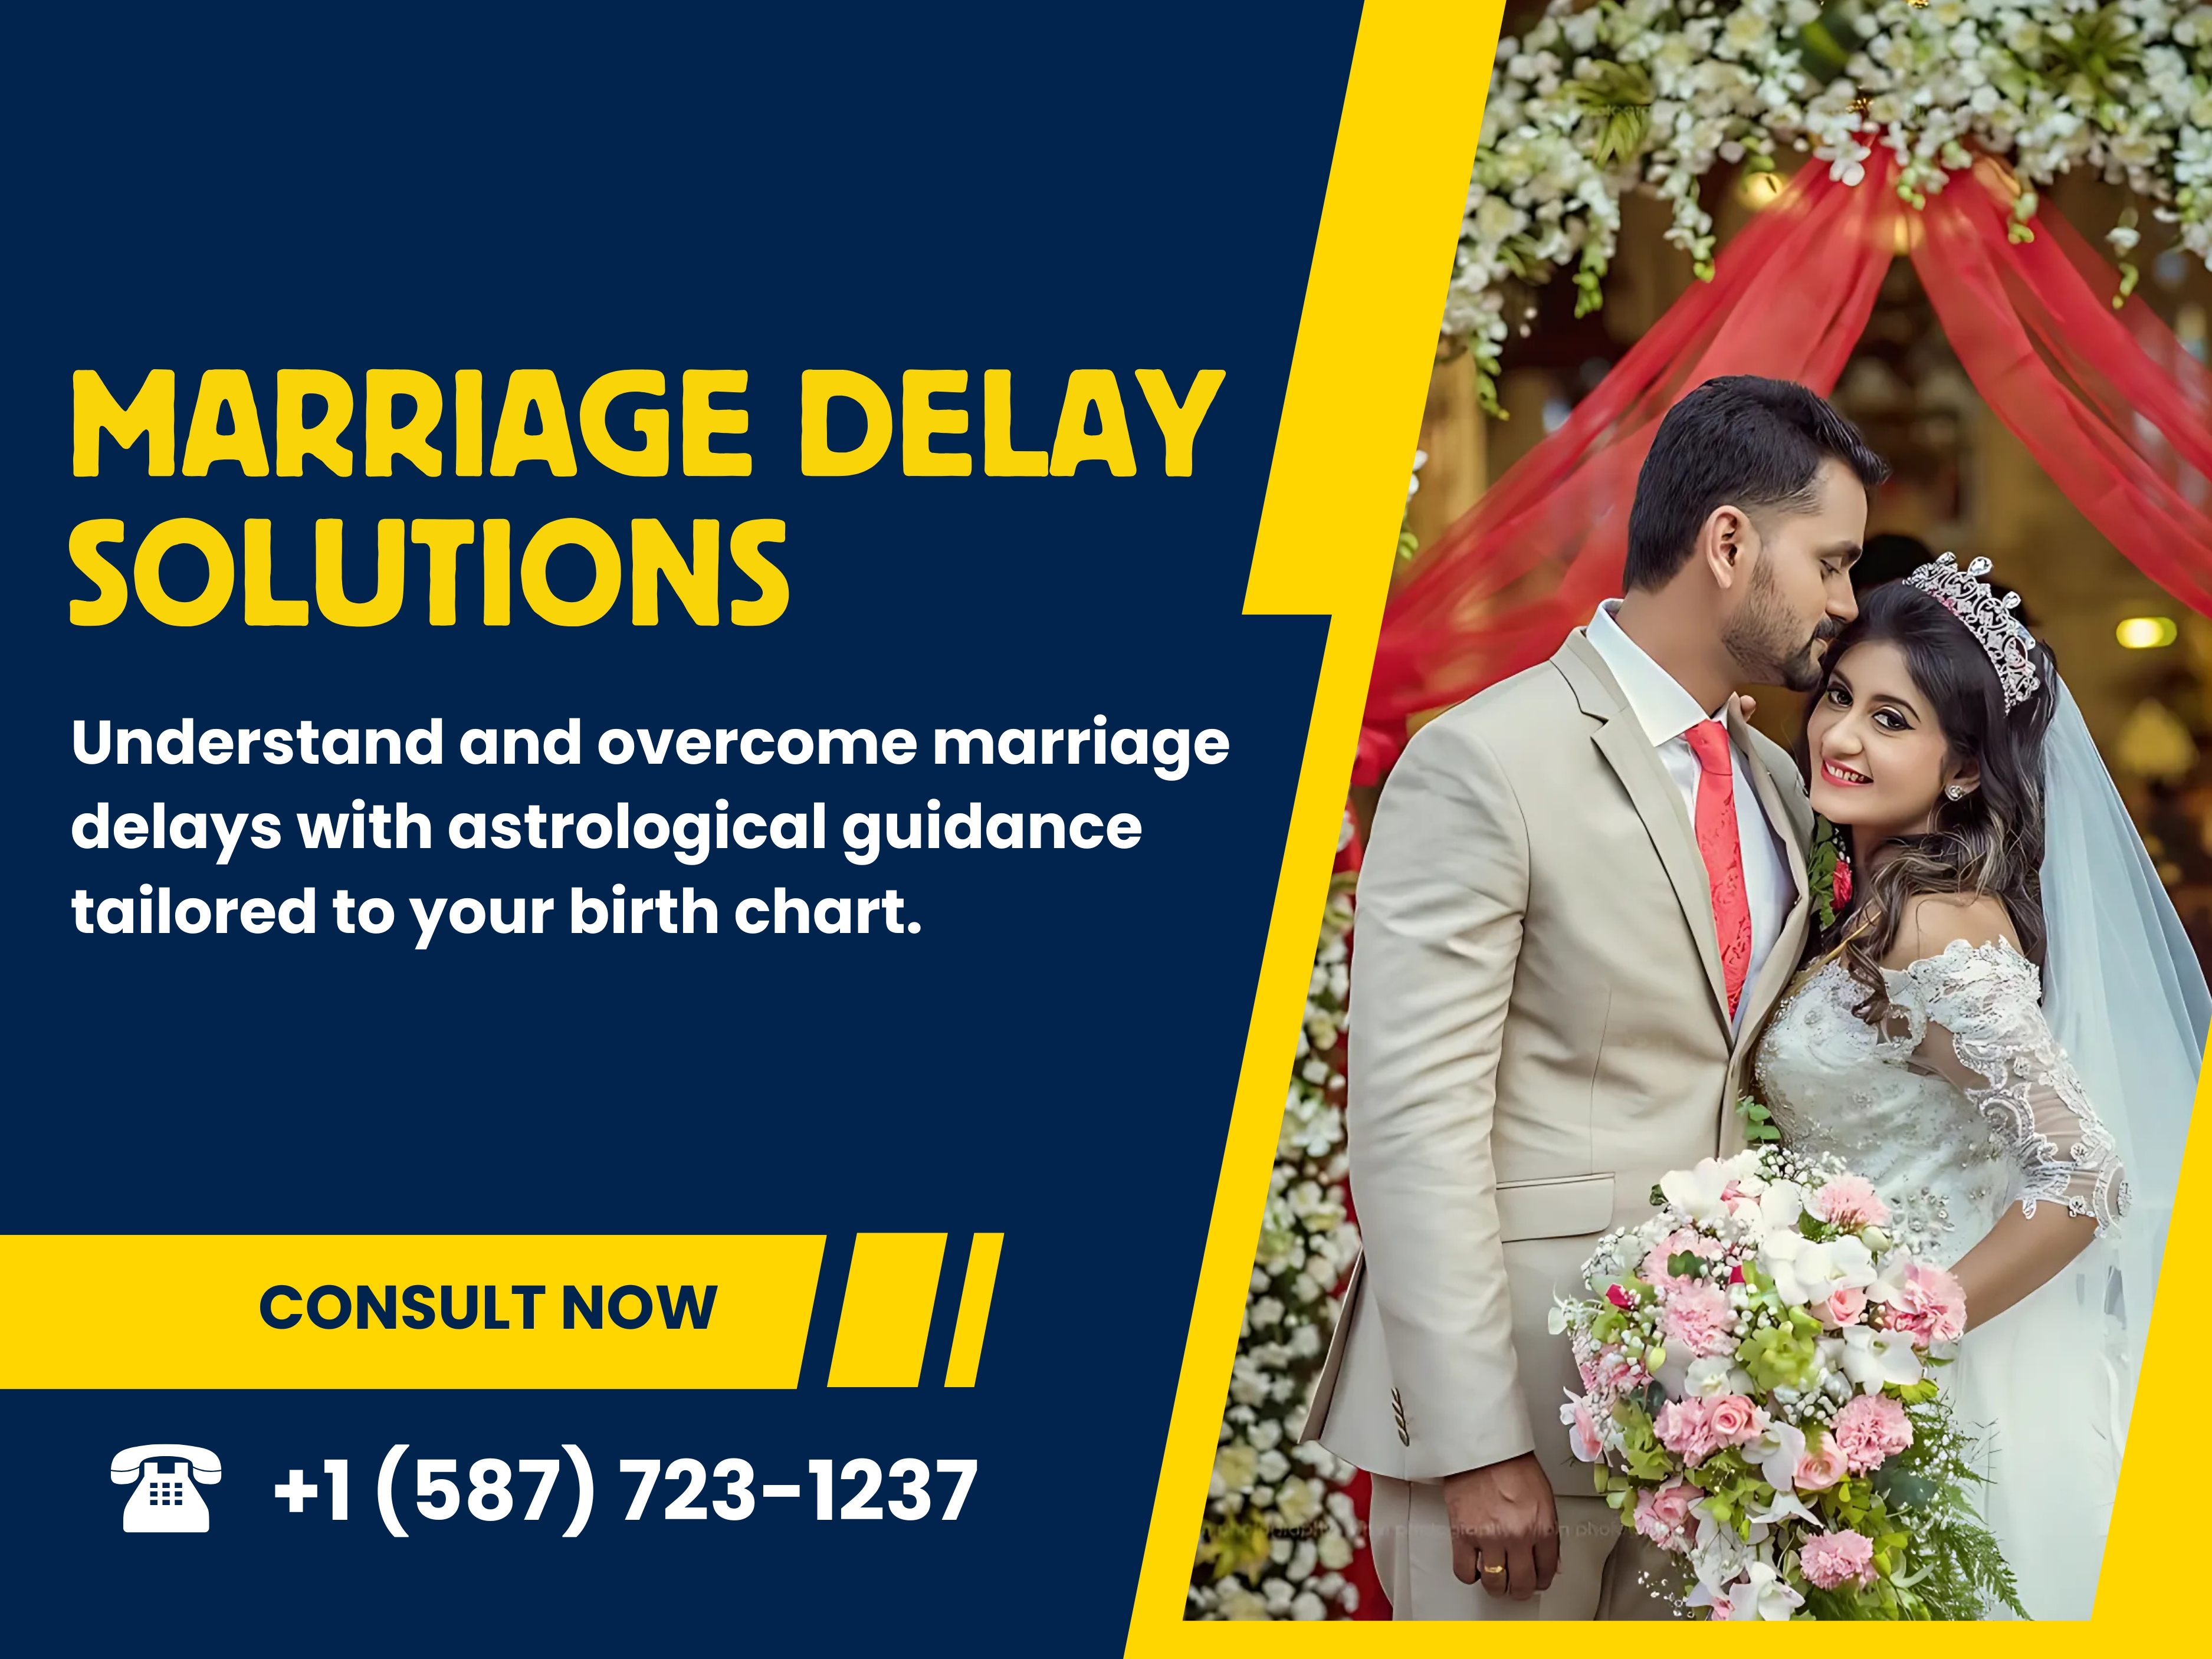 MARRIAGE DELAY
SOLUTIONS
Understand and overcome marriage
delays with astrological guidance
tailored to your birth chart.
CONSULT NOW
+1 (587) 723-1237